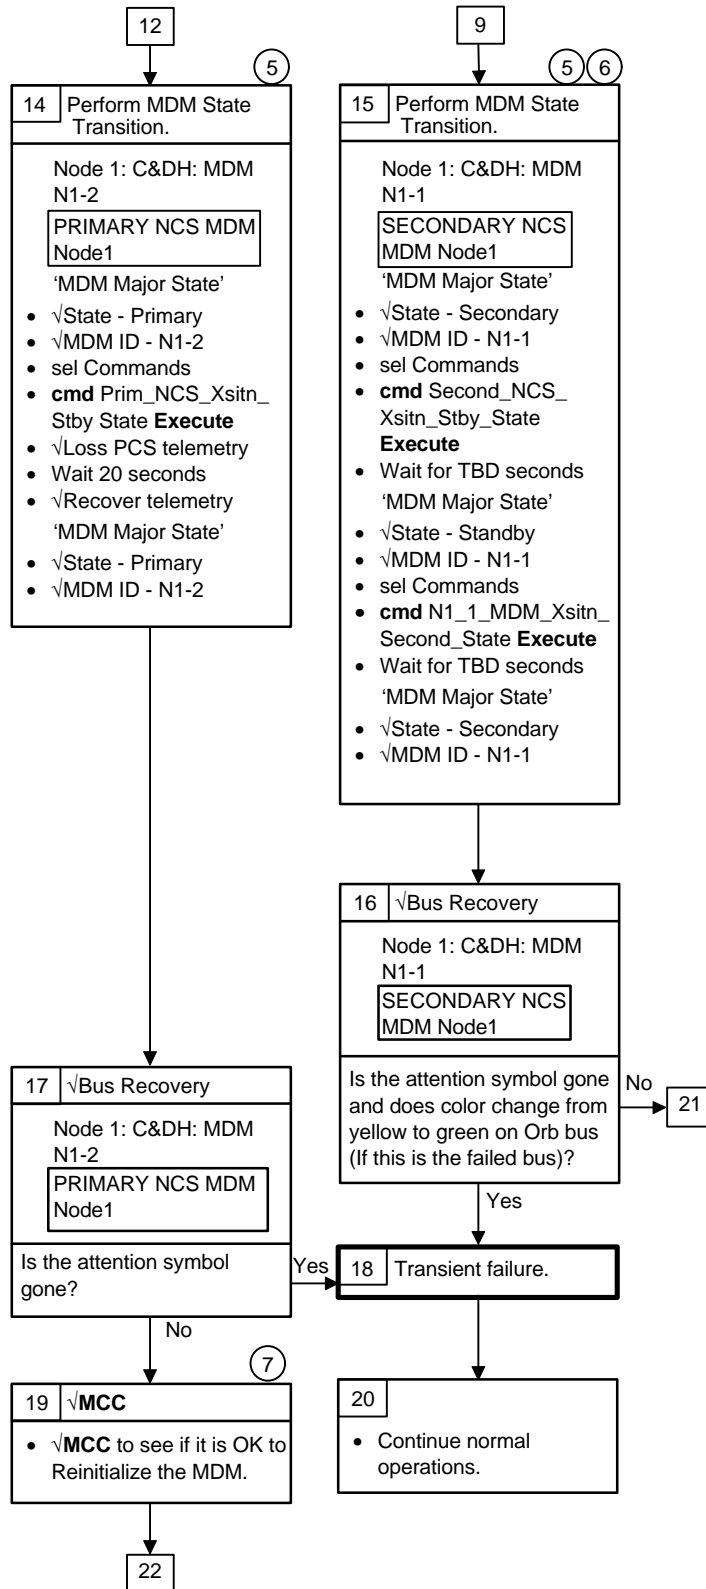 12
5
14
Perform MDM State
Transition.
Node 1: C&DH: MDM
N1-2
PRIMARY NCS MDM
Node1
‘MDM Major State’
• √State - Primary
• √MDM ID - N1-2
• sel Commands
• cmd Prim_NCS_Xsitn_
Stby State Execute
• √Loss PCS telemetry
• Wait 20 seconds
• √Recover telemetry
‘MDM Major State’
• √State - Primary
• √MDM ID - N1-2
9
5
6
15
Perform MDM State
Transition.
Node 1: C&DH: MDM
N1-1
SECONDARY NCS
MDM Node1
‘MDM Major State’
• √State - Secondary
• √MDM ID - N1-1
• sel Commands
• cmd Second_NCS_
Xsitn_Stby_State
Execute
• Wait for TBD seconds
‘MDM Major State’
• √State - Standby
• √MDM ID - N1-1
• sel Commands
• cmd N1_1_MDM_Xsitn_
Second_State Execute
• Wait for TBD seconds
‘MDM Major State’
• √State - Secondary
• √MDM ID - N1-1
16
√Bus Recovery
Node 1: C&DH: MDM
N1-1
SECONDARY NCS
MDM Node1
Is the attention symbol gone
and does color change from
yellow to green on Orb bus
(If this is the failed bus)?
No
21
Yes
17
√Bus Recovery
Node 1: C&DH: MDM
N1-2
PRIMARY NCS MDM
Node1
Is the attention symbol
gone?
Yes
18
Transient failure.
No
7
19
√MCC
• √MCC to see if it is OK to
Reinitialize the MDM.
20
• Continue normal
operations.
22